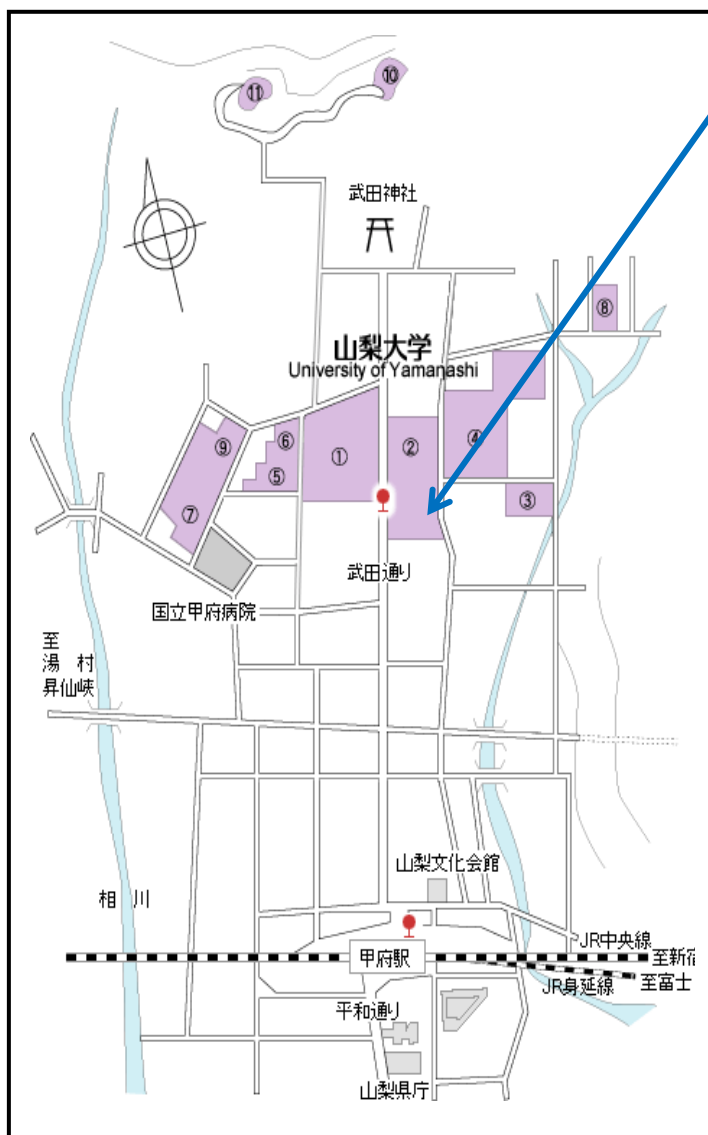 ⑪
⑩
武田神社
⑧
山梨大学
University of Yamanashi
⑨
⑥
①
②
④
⑤
⑦
③
武田通り
国立甲府病院
至
湯村
昇仙峡
山梨文化会館
相川
JR中央線
甲府駅
至新宿
JR身延線
至富士
平和通り
山梨県庁